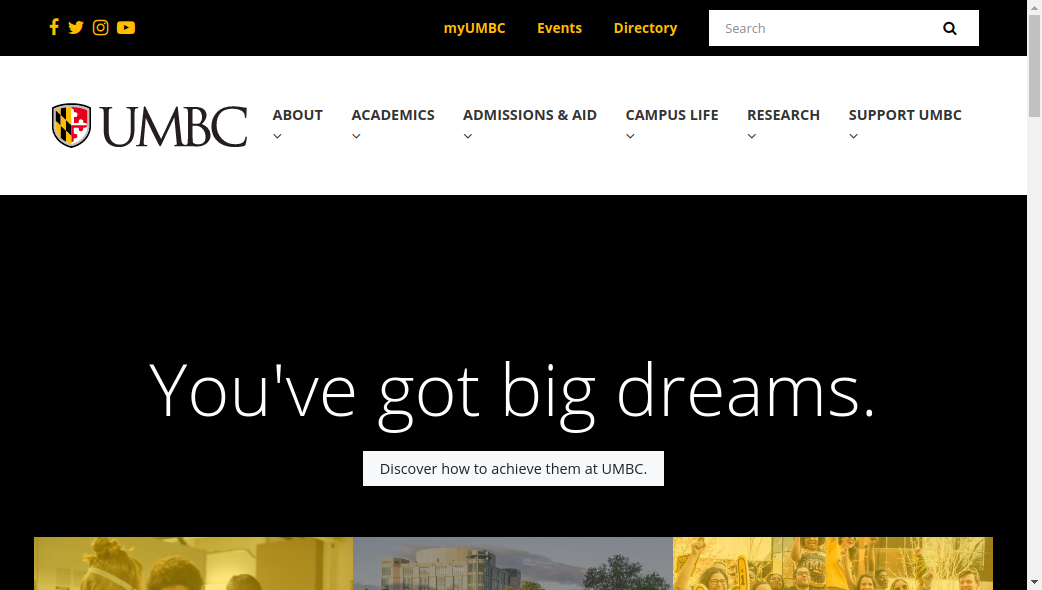 myUMBC Events Directory Search
UMBC ABOUT ACADEMICS ADMISSIONS & AID CAMPUS LIFE RESEARCH SUPPORT UMBC
You've got big dreams.
Discover how to achieve them at UMBC.